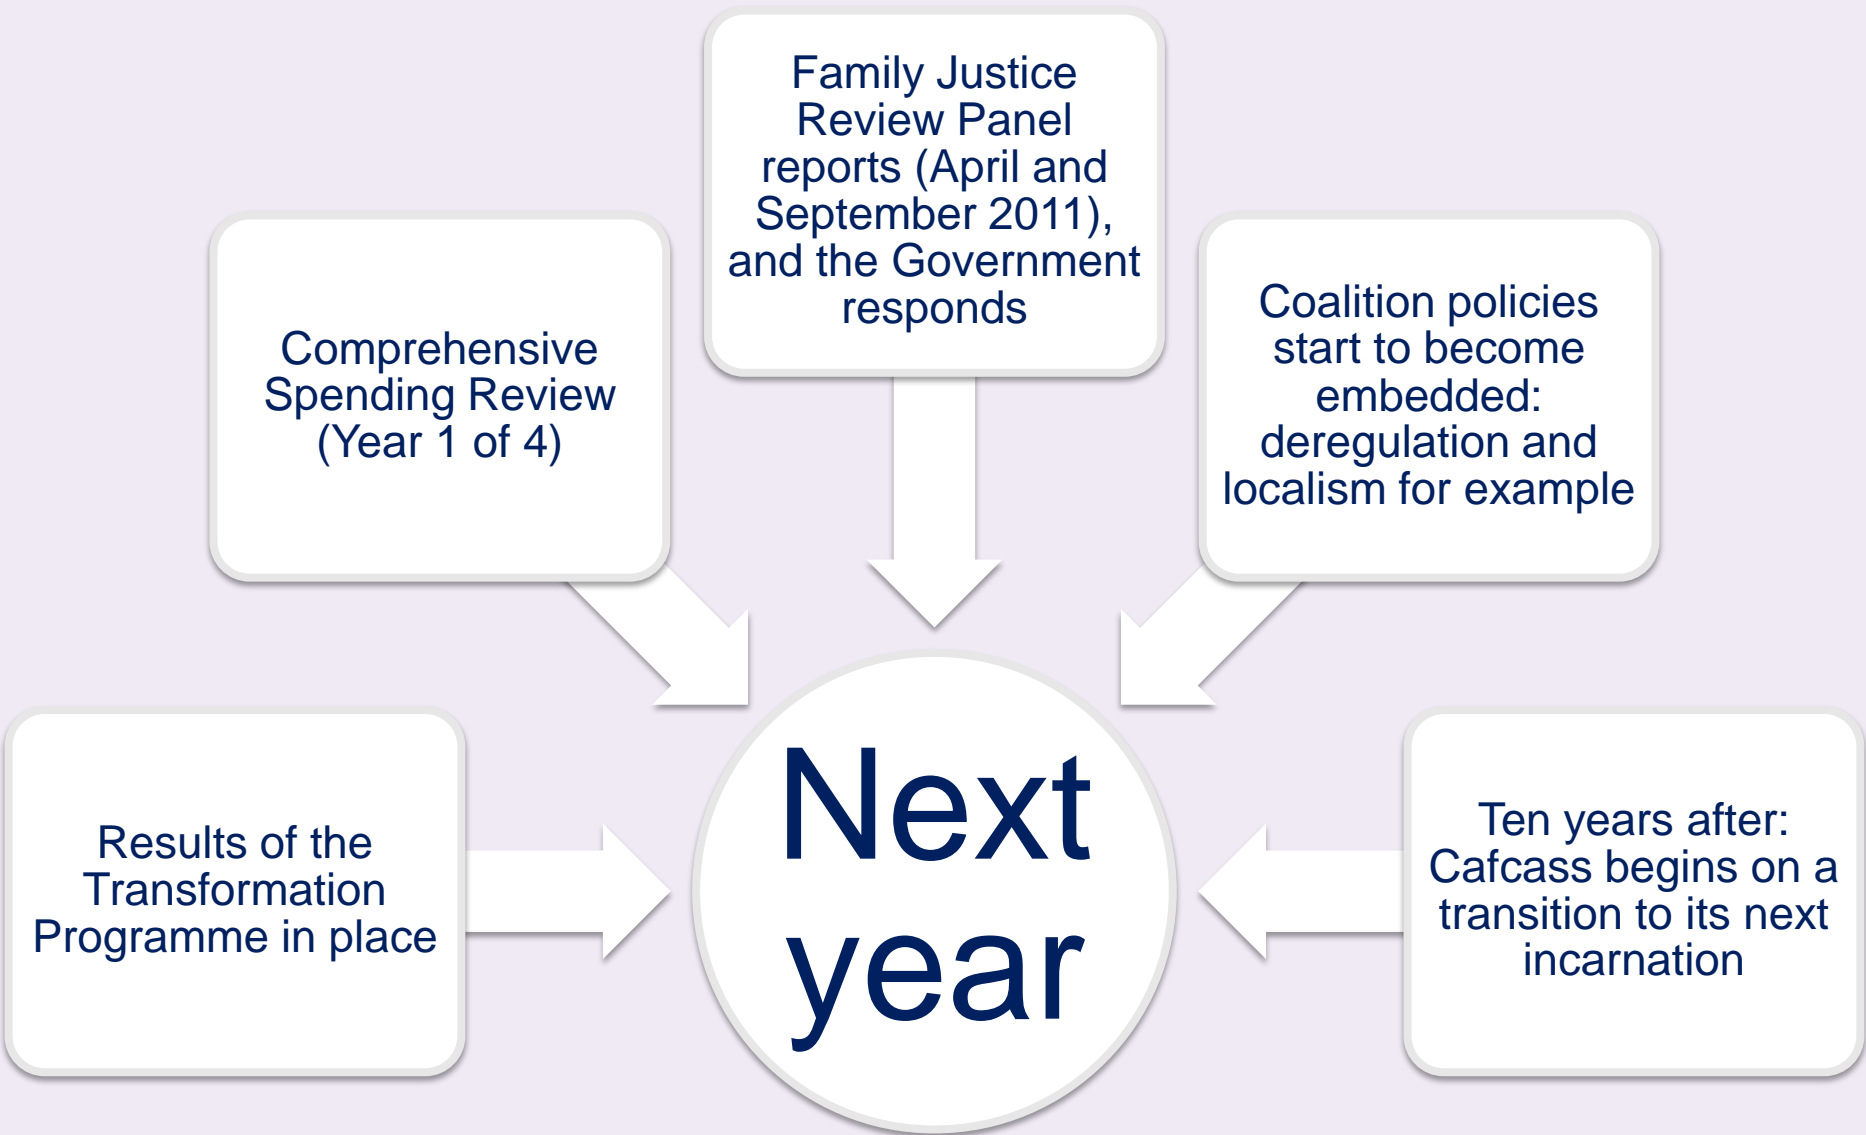 Family Justice
Review Panel
reports (April and
September 2011),
and the Government
responds
Comprehensive
Spending Review
(Year 1 of 4)
Coalition policies
start to become
embedded:
deregulation and
localism for example
Results of the
Transformation
Programme in place
Next
year
Ten years after:
Cafcass begins on a
transition to its next
incarnation